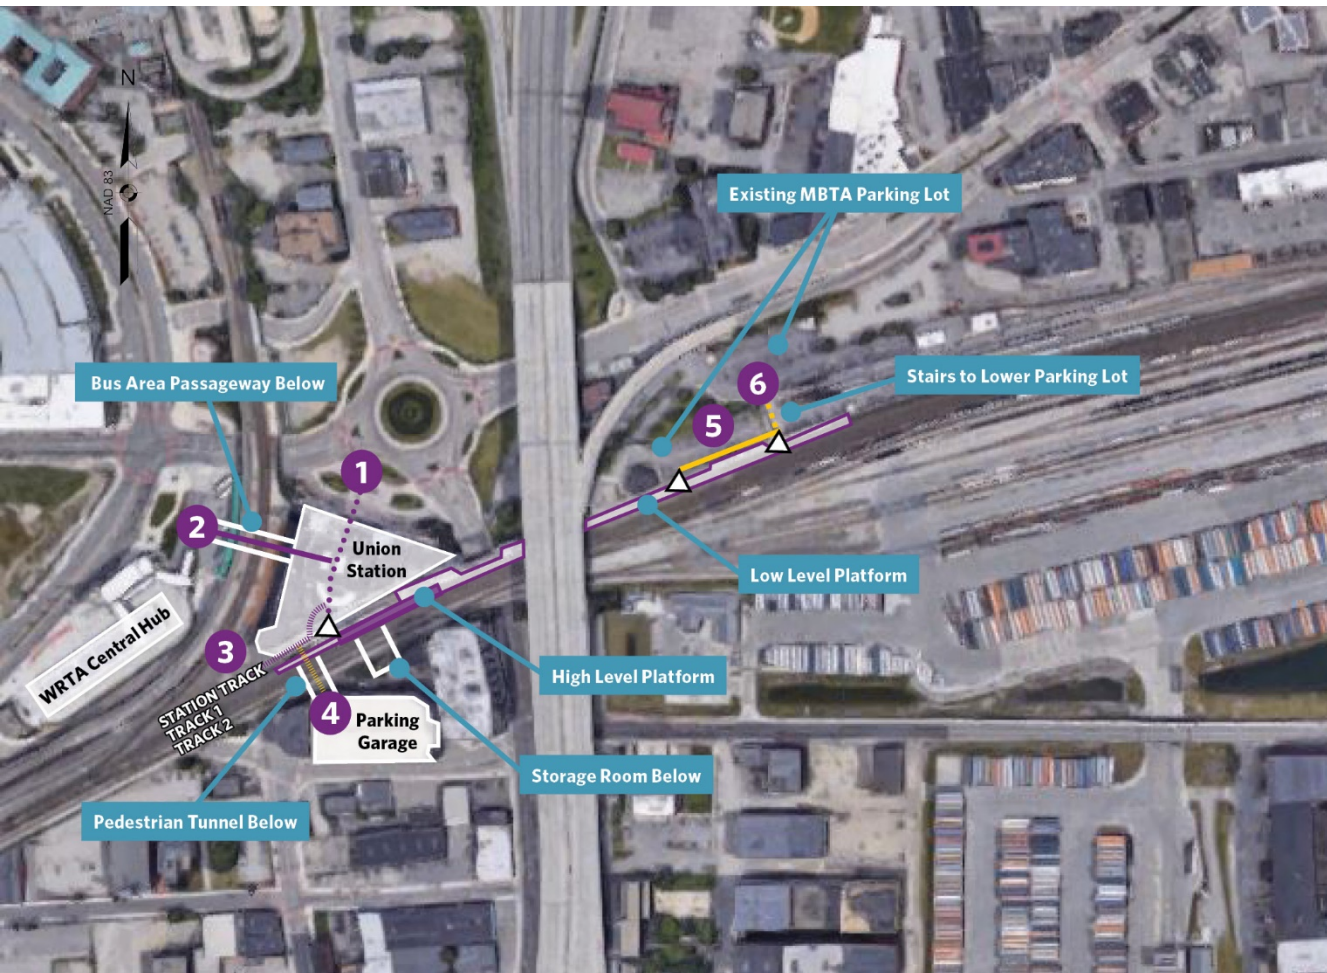 N
NAD 83
Existing MBTA Parking Lot
Bus Area Passageway Below
Stairs to Lower Parking Lot
6
5
1
2
Union
Station
Low Level Platform
WRTA Central Hub
3
STATION TRACK
TRACK 1
TRACK 2
High Level Platform
4
Parking
Garage
Storage Room Below
Pedestrian Tunnel Below